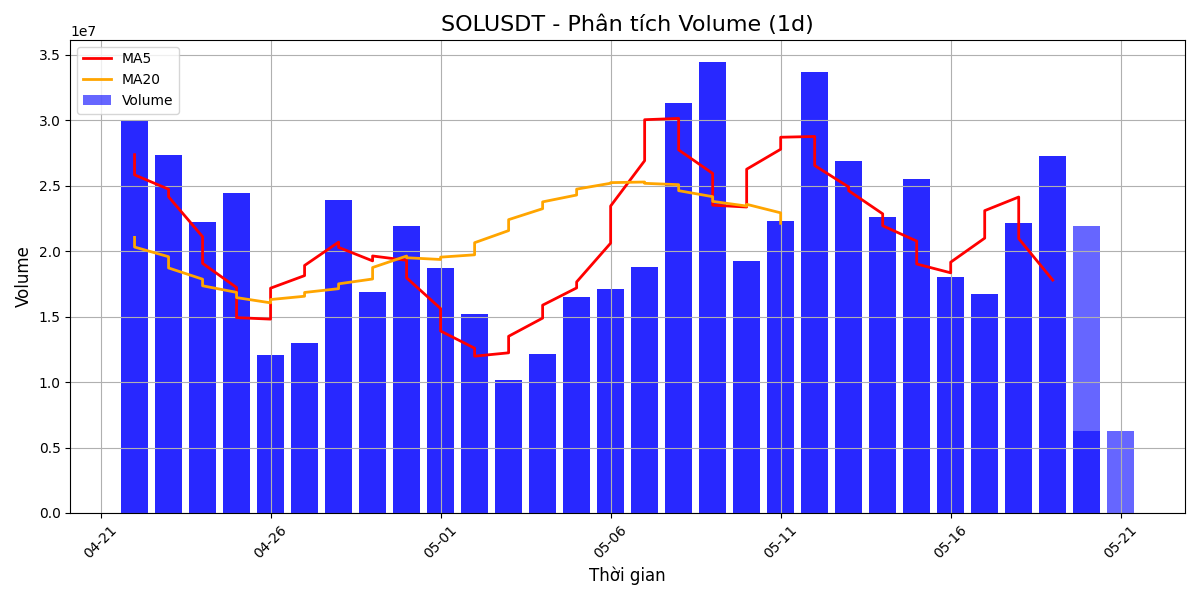 SOLUSDT - Phân tích Volume (1d)
1e7
MA5
MA20
Volume
3.5
3.0
2.5
2.0
1.5
1.0
0.5
0.0
Volume
04-21
04-26
05-01
05-06
05-11
05-16
05-21
Thời gian